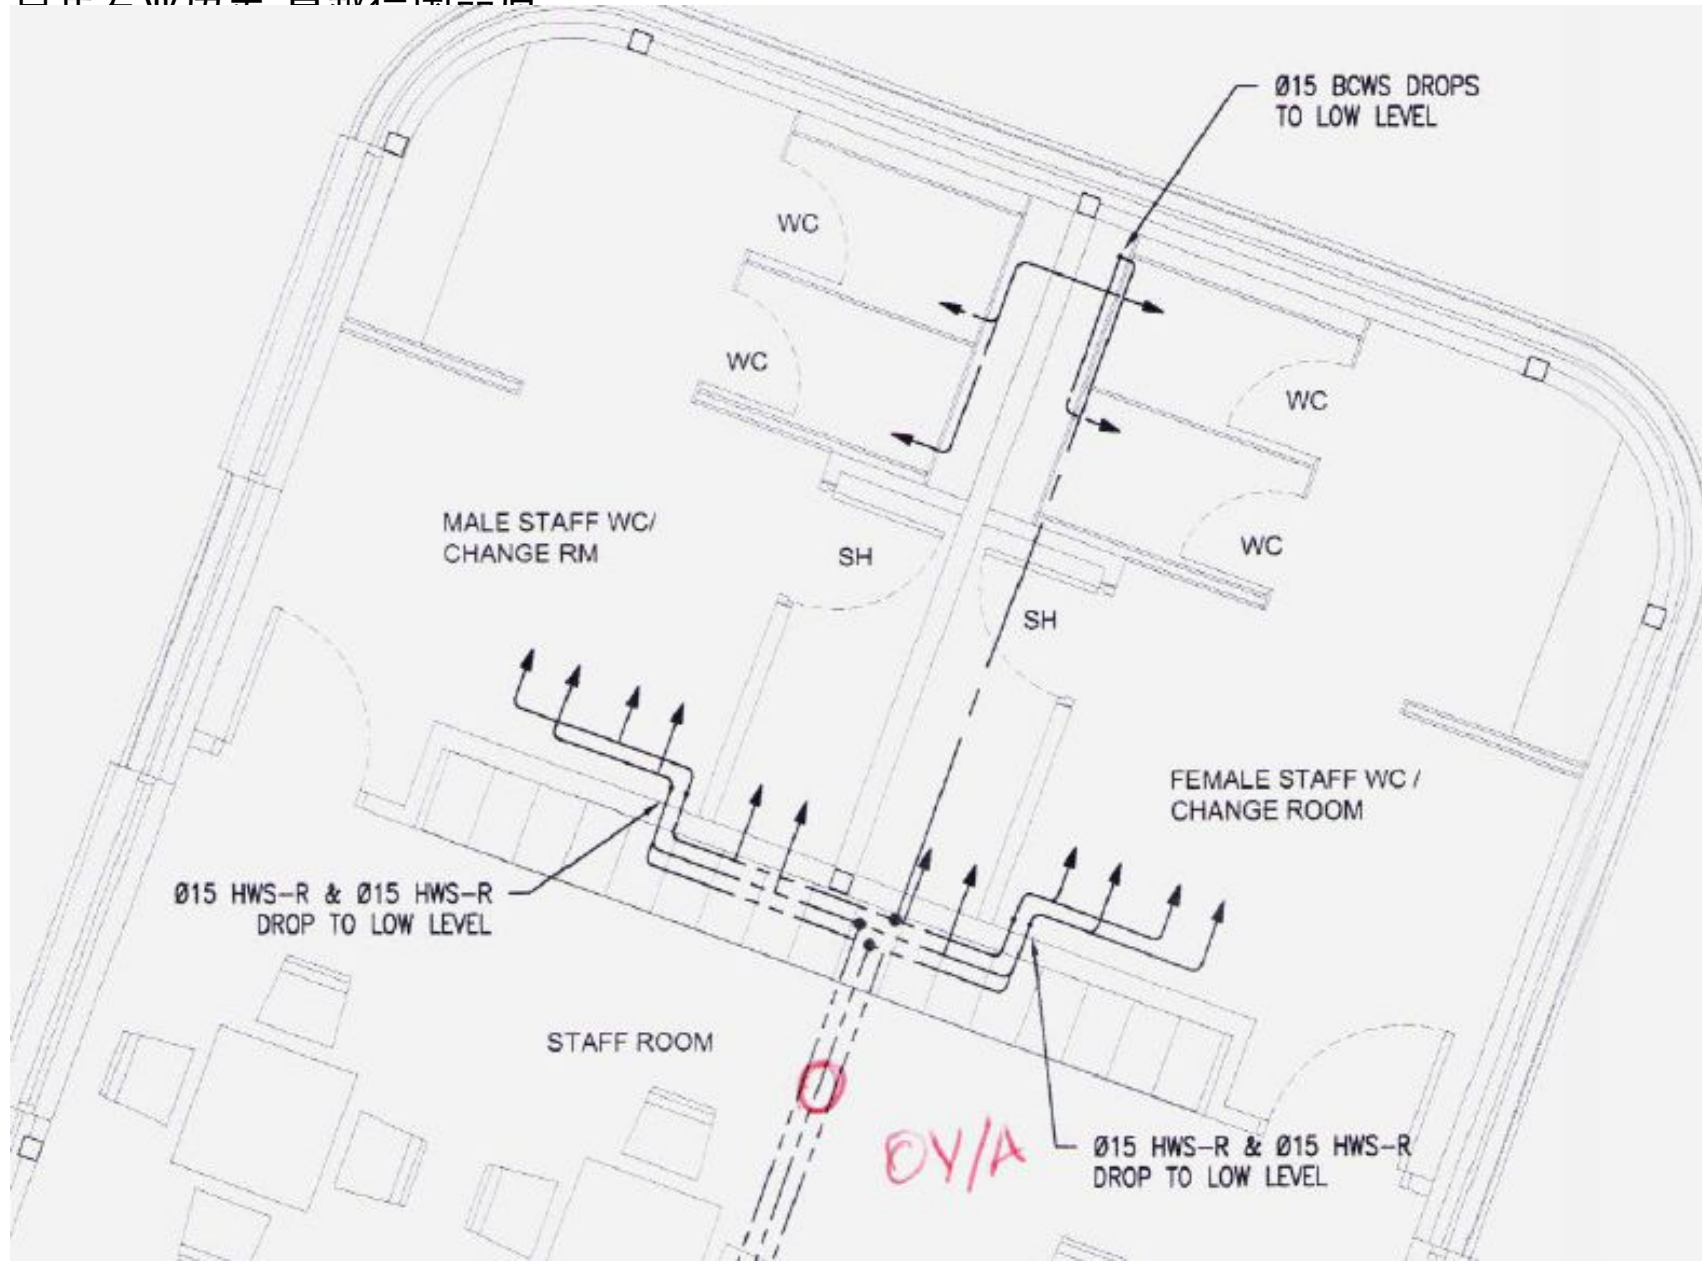 Ø15 BCWS DROPS
TO LOW LEVEL
WC
WC
WC
WC
MALE STAFF WC/
CHANGE RM
SH
SH
FEMALE STAFF WC /
CHANGE ROOM
Ø15 HWS-R & Ø15 HWS-R
DROP TO LOW LEVEL
STAFF ROOM
Ø15 HWS-R & Ø15 HWS-R
DROP TO LOW LEVEL